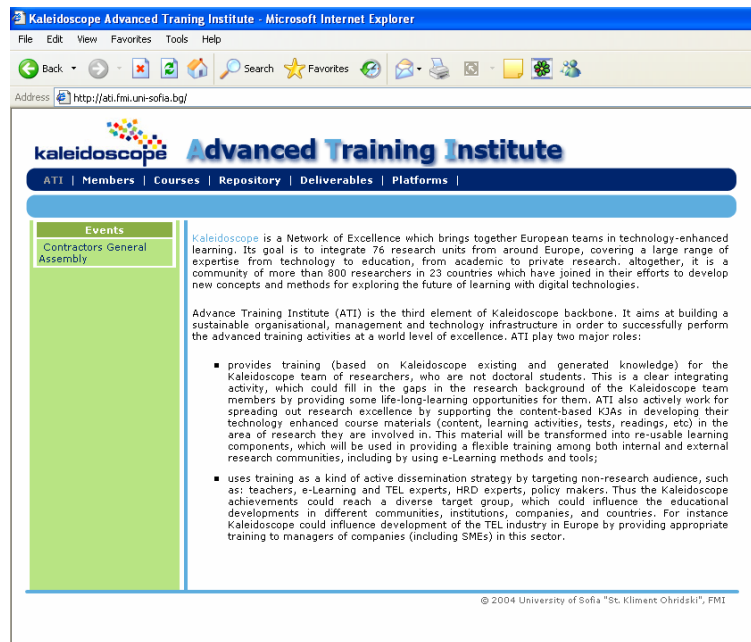 Kaleidoscope Advanced Traning Institute - Microsoft Internet Explorer
File Edit View Favorites Tools Help
Back Search Favorites
Address http://ati.fmi.uni-sofia.bg/
kaleidoscope Advanced Training Institute
ATI | Members | Courses | Repository | Deliverables | Platforms |
Events
Contractors General
Assembly
Kaleidoscope is a Network of Excellence which brings together European teams in technology-enhanced
learning. Its goal is to integrate 76 research units from around Europe, covering a large range of
expertise from technology to education, from academic to private research. altogether, it is a
community of more than 800 researchers in 23 countries which have joined in their efforts to develop
new concepts and methods for exploring the future of learning with digital technologies.
Advance Training Institute (ATI) is the third element of Kaleidoscope backbone. It aims at building a
sustainable organisational, management and technology infrastructure in order to successfully perform
the advanced training activities at a world level of excellence. ATI play two major roles:
▪ provides training (based on Kaleidoscope existing and generated knowledge) for the
Kaleidoscope team of researchers, who are not doctoral students. This is a clear integrating
activity, which could fill in the gaps in the research background of the Kaleidoscope team
members by providing some life-long-learning opportunities for them. ATI also actively work for
spreading out research excellence by supporting the content-based KJAs in developing their
technology enhanced course materials (content, learning activities, tests, readings, etc) in the
area of research they are involved in. This material will be transformed into re-usable learning
components, which will be used in providing a flexible training among both internal and external
research communities, including by using e-Learning methods and tools;
▪ uses training as a kind of active dissemination strategy by targeting non-research audience, such
as: teachers, e-Learning and TEL experts, HRD experts, policy makers. Thus the Kaleidoscope
achievements could reach a diverse target group, which could influence the educational
developments in different communities, institutions, companies, and countries. For instance
Kaleidoscope could influence development of the TEL industry in Europe by providing appropriate
training to managers of companies (including SMEs) in this sector.
© 2004 University of Sofia "St. Kliment Ohridski", FMI